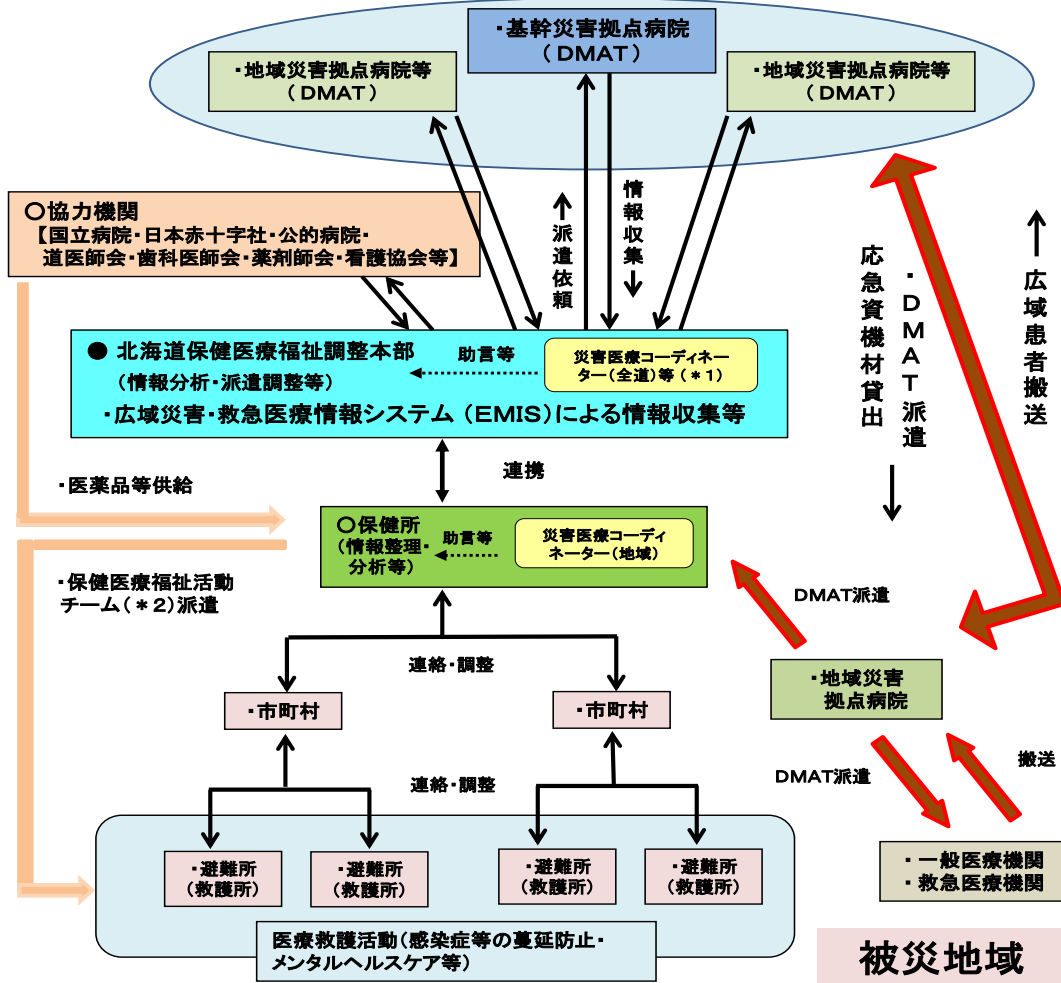 ・基幹災害拠点病院
(DMAT)
・地域災害拠点病院等
(DMAT)
・地域災害拠点病院等
(DMAT)
○協力機関
【国立病院・日本赤十字社・公的病院・
道医師会・歯科医師会・薬剤師会・看護協会等】
↑派遣依頼
情報収集↓
・DMAT派遣
応急資機材貸出
↓
←広域患者搬送
● 北海道保健医療福祉調整本部
(情報分析・派遣調整等)
助言等
災害医療コーディネー
ター(全道)等(*1)
・広域災害・救急医療情報システム(EMIS)による情報収集等
連携
・医薬品等供給
○保健所
(情報整理・
分析等)
助言等
災害医療コーディ
ネーター(地域)
・保健医療福祉活動
チーム(*2)派遣
DMAT派遣
連絡・調整
・市町村
・市町村
・地域災害
拠点病院
連絡・調整
DMAT派遣
搬送
・避難所
(救護所)
・避難所
(救護所)
・避難所
(救護所)
・避難所
(救護所)
・一般医療機関
・救急医療機関
医療救護活動(感染症等の蔓延防止・
メンタルヘルスケア等)
被災地域